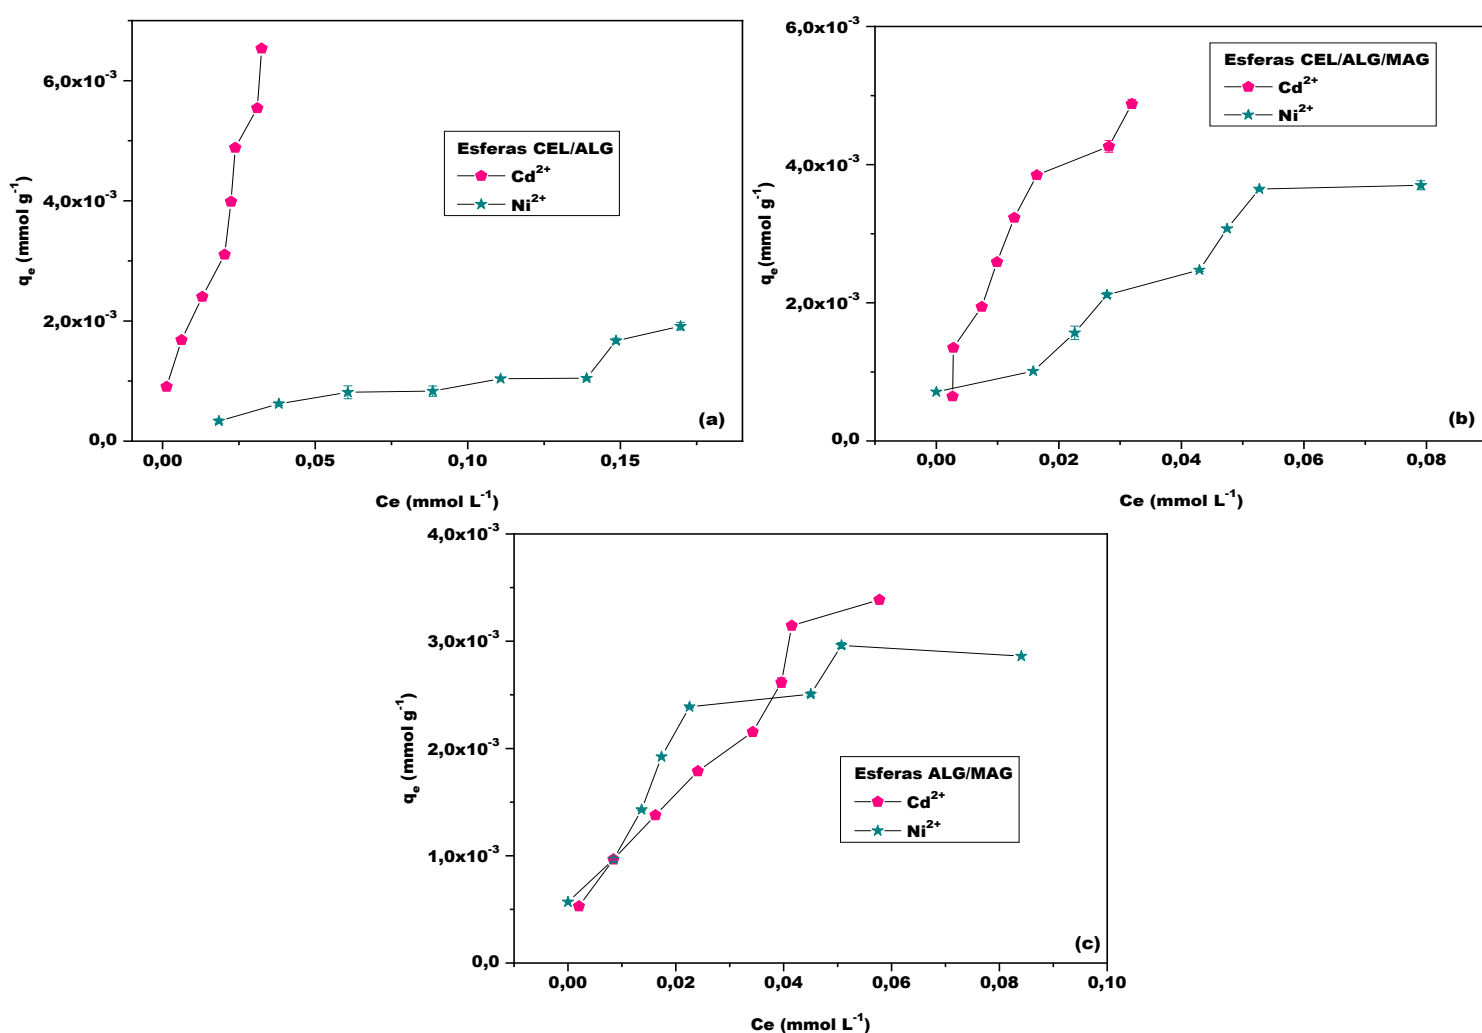 6,0x10⁻³
4,0x10⁻³
2,0x10⁻³
0,0
qₑ (mmol g⁻¹)
Esferas CEL/ALG
Cd²⁺
Ni²⁺
(a)
0,00 0,05 0,10 0,15
Ce (mmol L⁻¹)
6,0x10⁻³
4,0x10⁻³
2,0x10⁻³
0,0
qₑ (mmol g⁻¹)
Esferas CEL/ALG/MAG
Cd²⁺
Ni²⁺
(b)
0,00 0,02 0,04 0,06 0,08
Ce (mmol L⁻¹)
4,0x10⁻³
3,0x10⁻³
2,0x10⁻³
1,0x10⁻³
0,0
qₑ (mmol g⁻¹)
Esferas ALG/MAG
Cd²⁺
Ni²⁺
(c)
0,00 0,02 0,04 0,06 0,08 0,10
Ce (mmol L⁻¹)